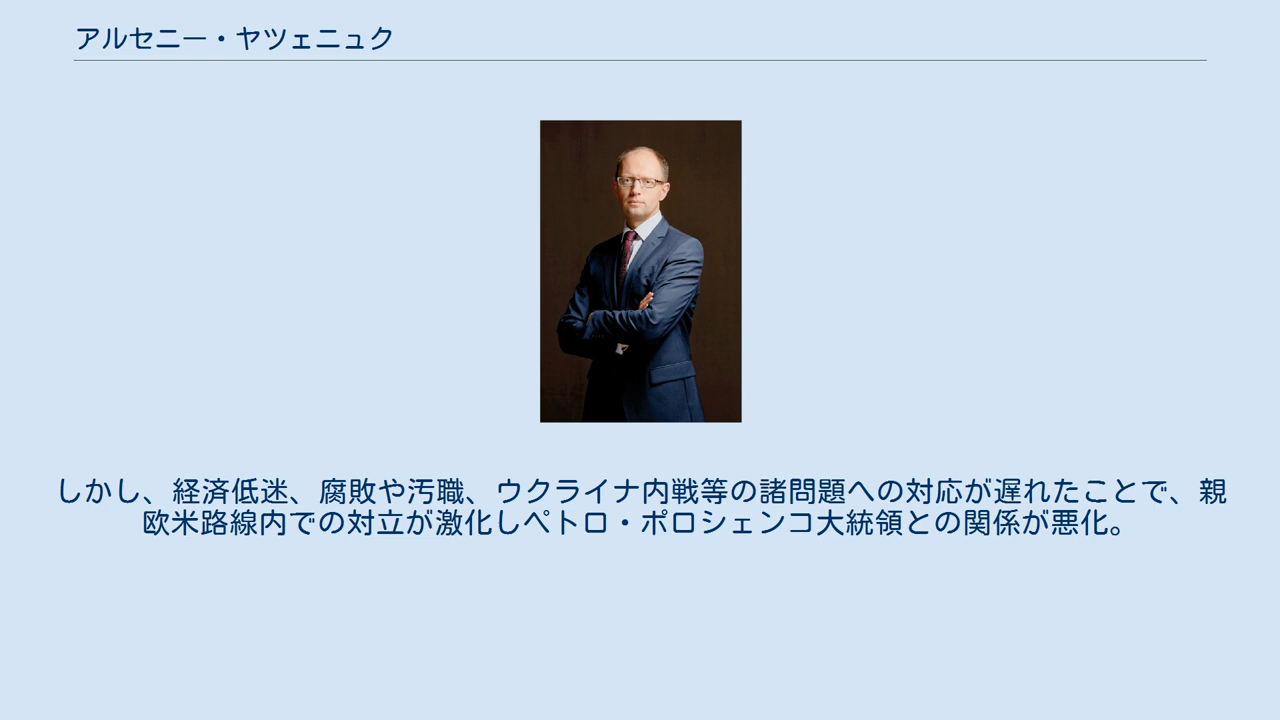 アルセニー・ヤツェニュク
しかし、経済低迷、腐敗や汚職、ウクライナ内戦等の諸問題への対応が遅れたことで、親
欧米路線内での対立が激化しペトロ・ポロシェンコ大統領との関係が悪化。